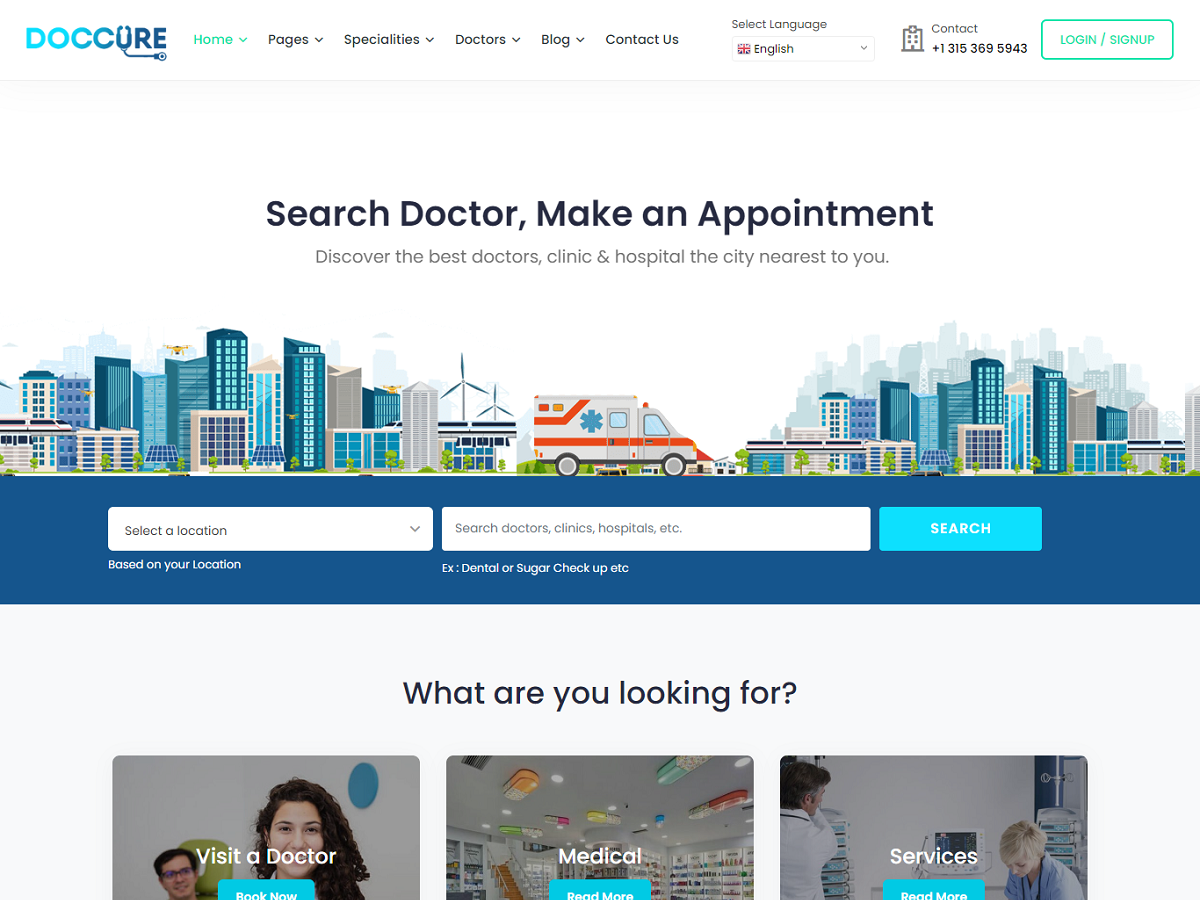 DOCCURE
Home
Pages
Specialities
Doctors
Blog
Contact Us
Select Language
English
Contact
+1 315 369 5943
LOGIN / SIGNUP
Search Doctor, Make an Appointment
Discover the best doctors, clinic & hospital the city nearest to you.
Select a location
Search doctors, clinics, hospitals, etc.
SEARCH
Based on your Location
Ex : Dental or Sugar Check up etc
What are you looking for?
Visit a Doctor
Medical
Services
Book Now
Read More
Read More